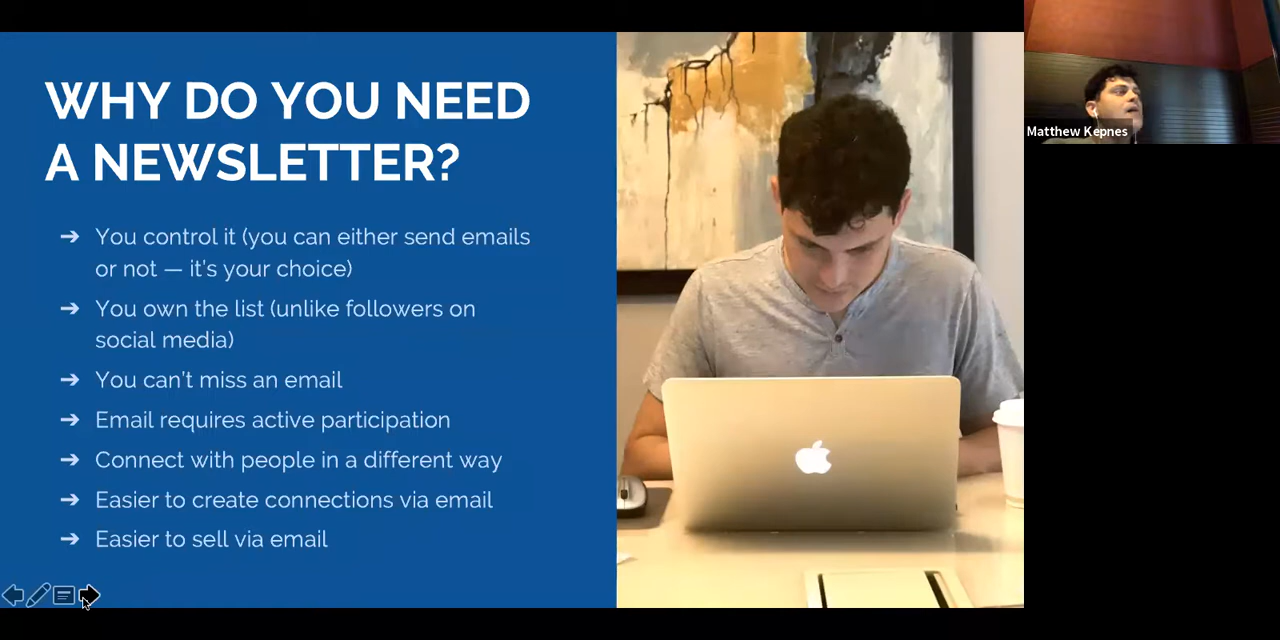 WHY DO YOU NEED
A NEWSLETTER?
➔ You control it (you can either send emails
or not — it's your choice)
➔ You own the list (unlike followers on
social media)
➔ You can't miss an email
➔ Email requires active participation
➔ Connect with people in a different way
➔ Easier to create connections via email
➔ Easier to sell via email
Matthew Kepnes